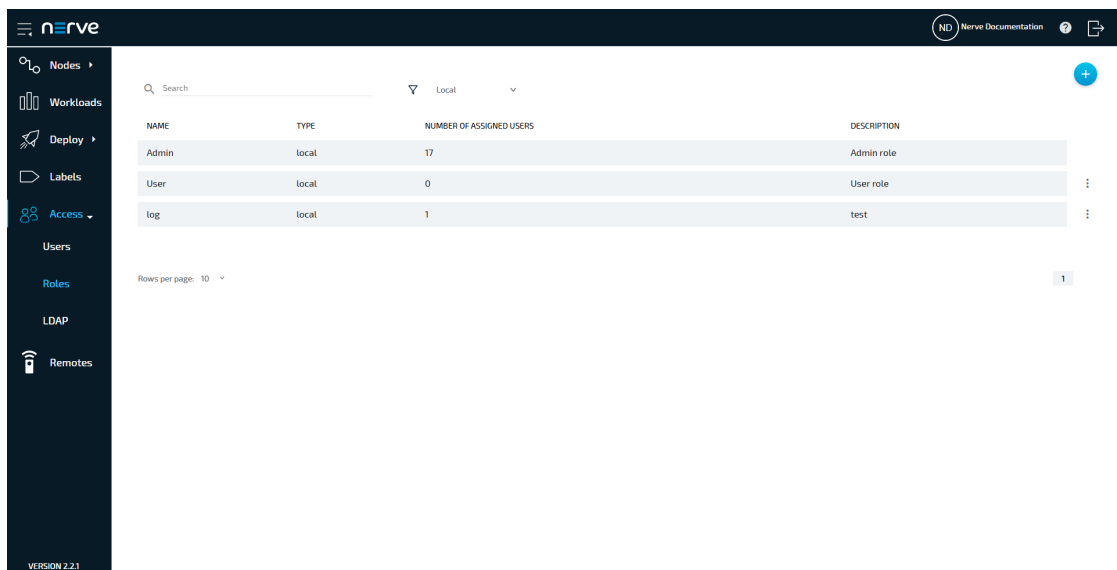 nerve
ND Nerve Documentation ?
Nodes
Workloads
Deploy
Labels
Access
Users
Roles
LDAP
Remotes
VERSION 2.2.1
Search Local
+
NAME TYPE NUMBER OF ASSIGNED USERS DESCRIPTION
Admin local 17 Admin role
User local 0 User role
log local 1 test
Rows per page: 10 1